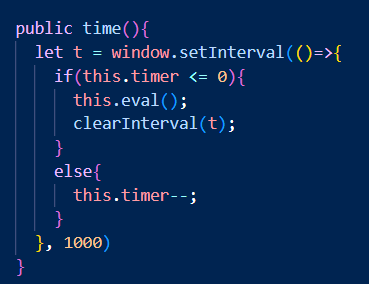 public time(){
  let t = window.setInterval(()=>{
    if(this.timer <= 0){
      this.eval();
      clearInterval(t);
    }
    else{
      this.timer--;
    }
  }, 1000)
}